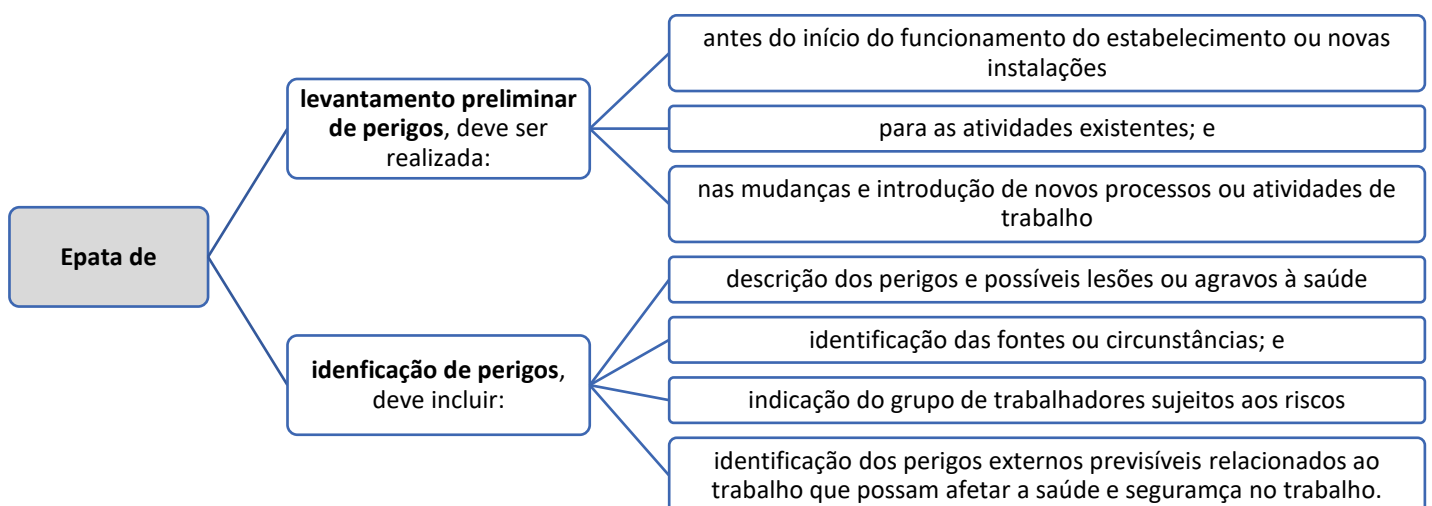 Epata de
levantamento preliminar
de perigos, deve ser
realizada:
antes do início do funcionamento do estabelecimento ou novas
instalações
para as atividades existentes; e
nas mudanças e introdução de novos processos ou atividades de
trabalho
idenficação de perigos,
deve incluir:
descrição dos perigos e possíveis lesões ou agravos à saúde
identificação das fontes ou circunstâncias; e
indicação do grupo de trabalhadores sujeitos aos riscos
identificação dos perigos externos previsíveis relacionados ao
trabalho que possam afetar a saúde e seguramça no trabalho.